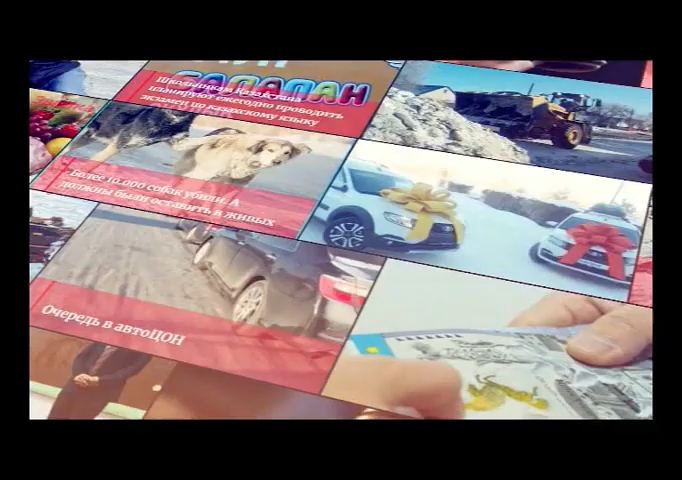 БАЛАПАН
Школьникам Казахстана
планируют ежегодно проводить
экзамен по казахскому языку
Более 10.000 собак убили. А
должны были оставить в живых
Очередь в автоЦОН